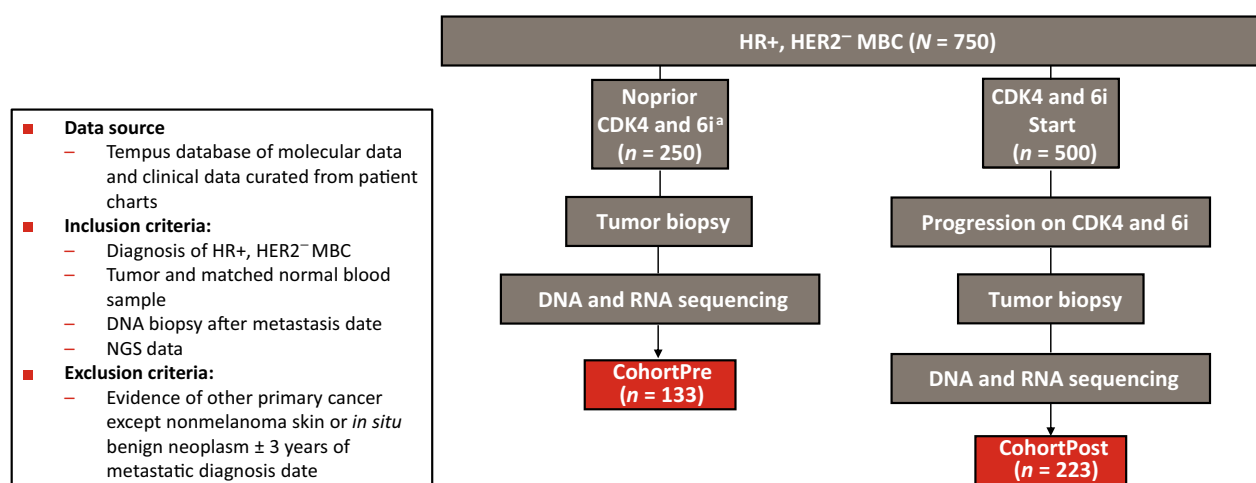 HR+, HER2⁻ MBC (N = 750)
Noprior
CDK4 and 6iᵃ
(n = 250)
CDK4 and 6i
Start
(n = 500)
Tumor biopsy
Progression on CDK4 and 6i
DNA and RNA sequencing
Tumor biopsy
CohortPre
(n = 133)
DNA and RNA sequencing
CohortPost
(n = 223)
■ Data source
– Tempus database of molecular data
and clinical data curated from patient
charts
■ Inclusion criteria:
– Diagnosis of HR+, HER2⁻ MBC
– Tumor and matched normal blood
sample
– DNA biopsy after metastasis date
– NGS data
■ Exclusion criteria:
– Evidence of other primary cancer
except nonmelanoma skin or in situ
benign neoplasm ± 3 years of
metastatic diagnosis date